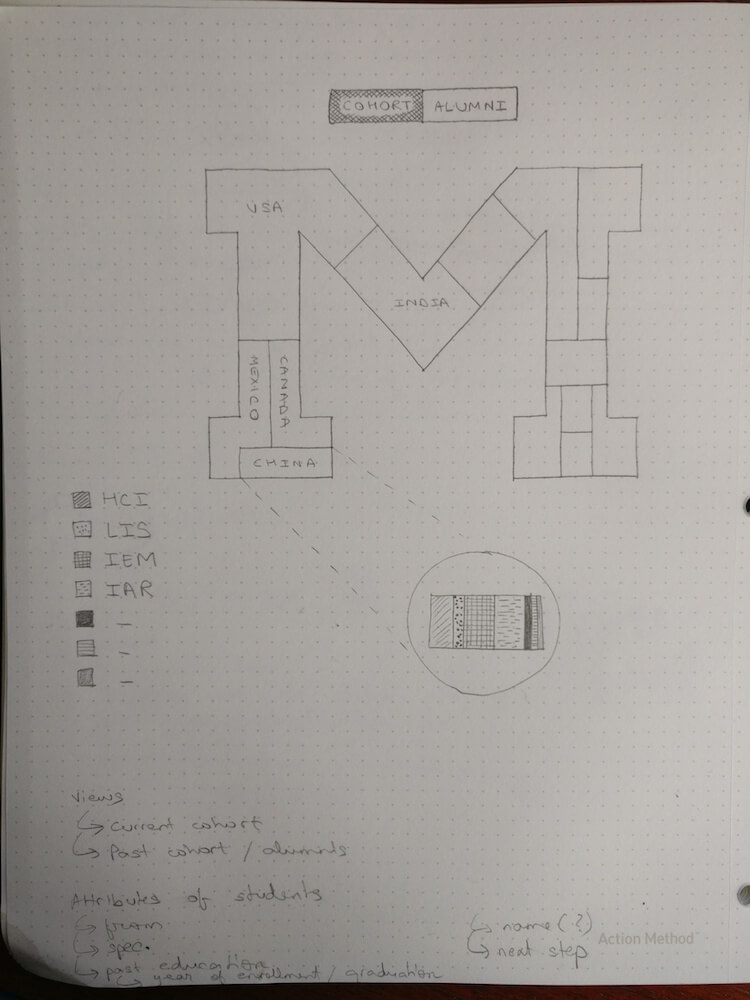 COHORT ALUMNI
USA
INDIA
MEXICO
CANADA
CHINA
HCI
LIS
IEM
IAR
-
-
-
Views
Current cohort
Past cohort / alumnis
Attributes of students
from
spec.
past education
year of enrollment / graduation
name (?)
next step
Action Method